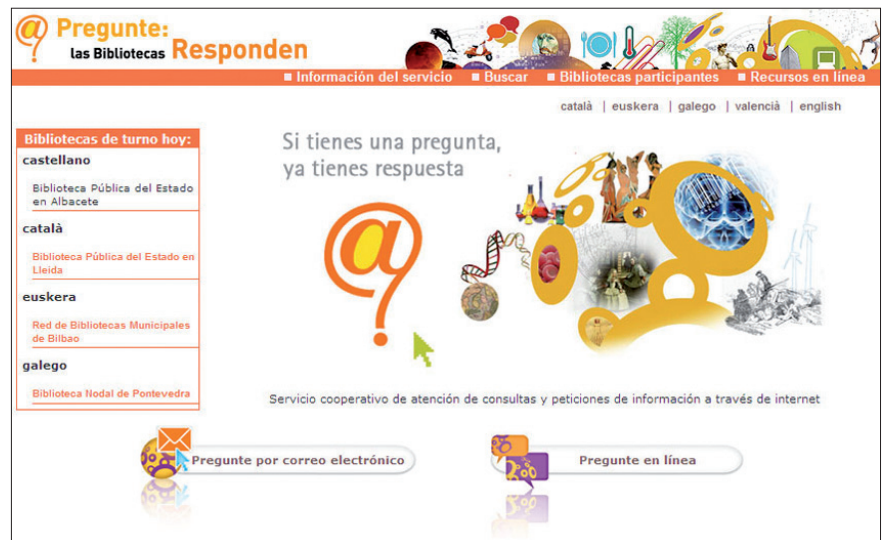 Pregunte:
las Bibliotecas Responden
Información del servicio
Buscar
Bibliotecas participantes
Recursos en línea
català | euskera | galego | valencià | english
Bibliotecas de turno hoy:
castellano
Biblioteca Pública del Estado
en Albacete
català
Biblioteca Pública del Estado en
Lleida
euskera
Red de Bibliotecas Municipales
de Bilbao
galego
Biblioteca Nodal de Pontevedra
Si tienes una pregunta,
ya tienes respuesta
Servicio cooperativo de atención de consultas y peticiones de información a través de internet
Pregunte por correo electrónico
Pregunte en línea